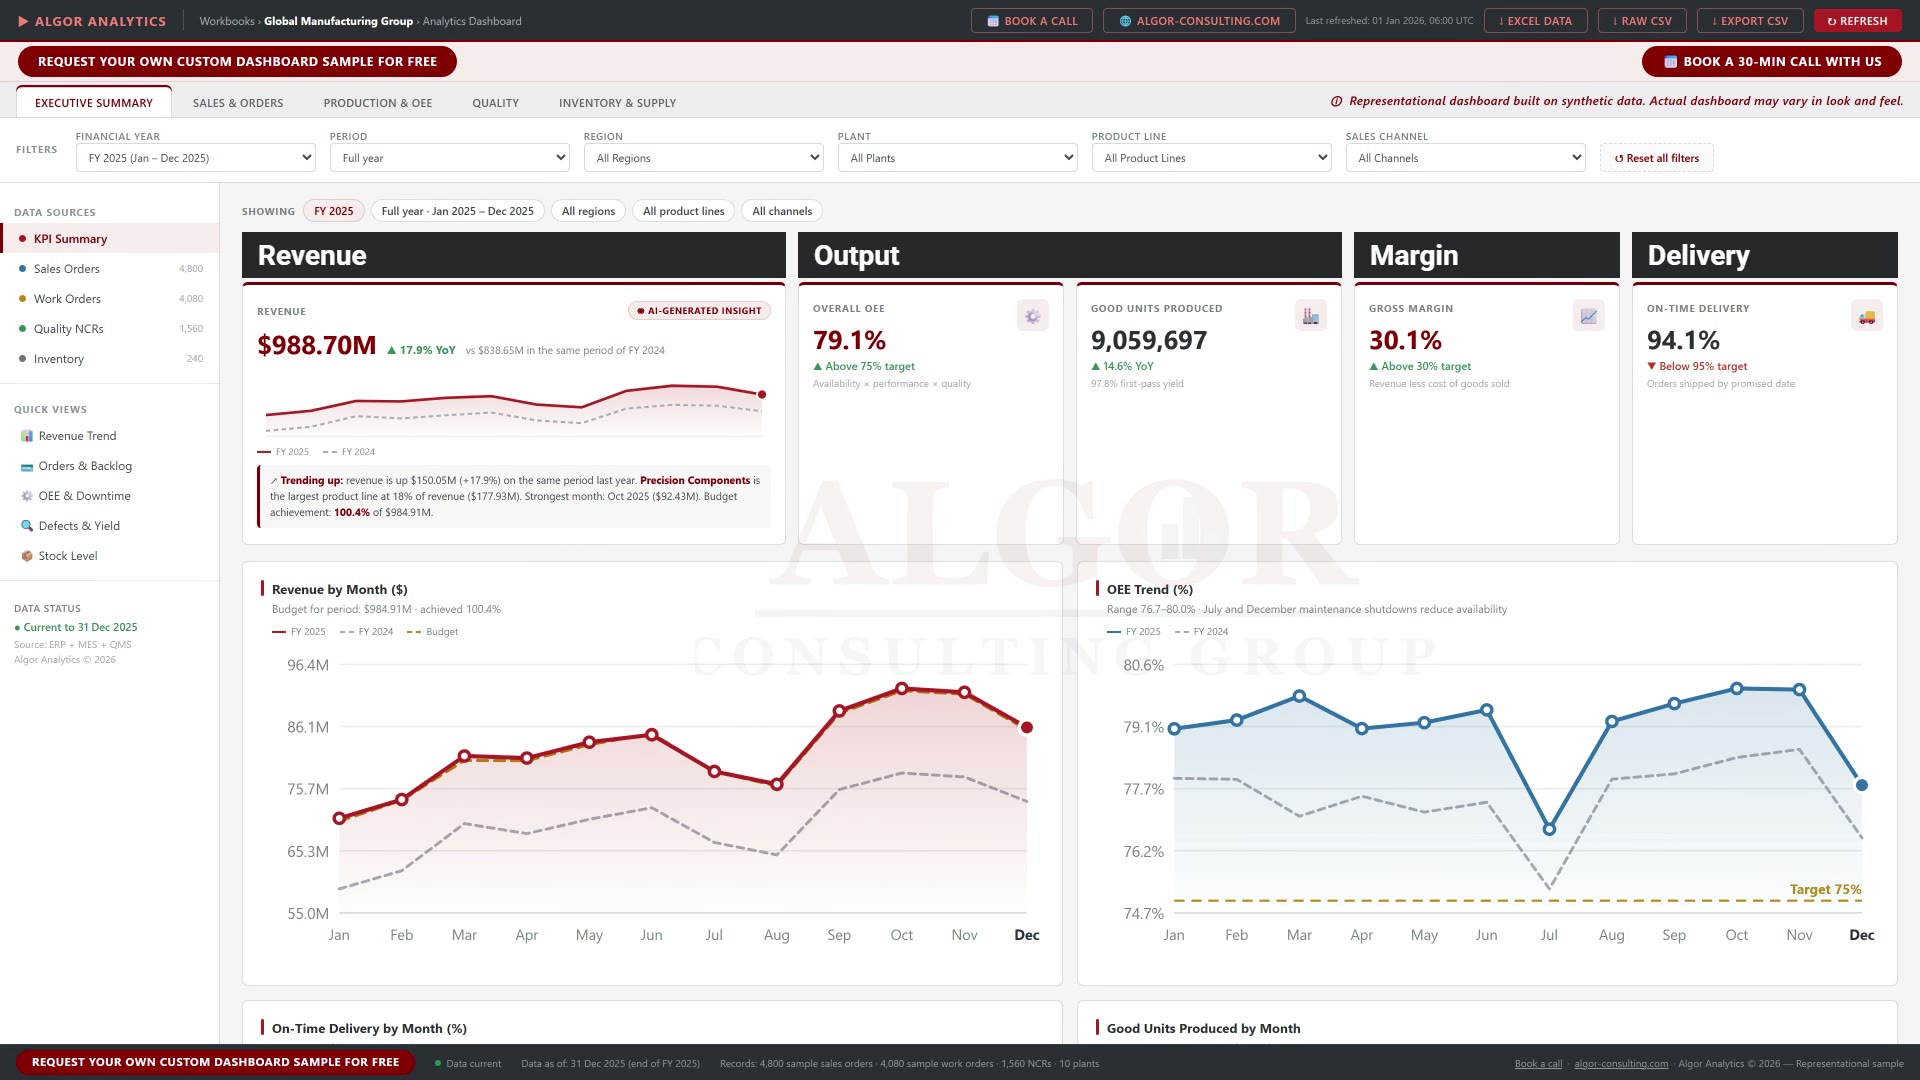 ▶ ALGOR ANALYTICS
Workbooks › Global Manufacturing Group › Analytics Dashboard
BOOK A CALL
ALGOR-CONSULTING.COM
Last refreshed: 01 Jan 2026, 06:00 UTC
↓ EXCEL DATA
↓ RAW CSV
↓ EXPORT CSV
↻ REFRESH
REQUEST YOUR OWN CUSTOM DASHBOARD SAMPLE FOR FREE
BOOK A 30-MIN CALL WITH US
EXECUTIVE SUMMARY
SALES & ORDERS
PRODUCTION & OEE
QUALITY
INVENTORY & SUPPLY
ⓘ Representational dashboard built on synthetic data. Actual dashboard may vary in look and feel.
FILTERS
FINANCIAL YEAR
FY 2025 (Jan – Dec 2025)
PERIOD
Full year
REGION
All Regions
PLANT
All Plants
PRODUCT LINE
All Product Lines
SALES CHANNEL
All Channels
↺ Reset all filters
DATA SOURCES
KPI Summary
Sales Orders 4,800
Work Orders 4,080
Quality NCRs 1,560
Inventory 240
QUICK VIEWS
Revenue Trend
Orders & Backlog
OEE & Downtime
Defects & Yield
Stock Level
DATA STATUS
● Current to 31 Dec 2025
Source: ERP + MES + QMS
Algor Analytics © 2026
SHOWING
FY 2025
Full year · Jan 2025 – Dec 2025
All regions
All product lines
All channels
Revenue
Output
Margin
Delivery
REVENUE
AI-GENERATED INSIGHT
$988.70M ▲ 17.9% YoY vs $838.65M in the same period of FY 2024
FY 2025 FY 2024
↗ Trending up: revenue is up $150.05M (+17.9%) on the same period last year. Precision Components is
the largest product line at 18% of revenue ($177.93M). Strongest month: Oct 2025 ($92.43M). Budget
achievement: 100.4% of $984.91M.
OVERALL OEE
79.1%
▲ Above 75% target
Availability × performance × quality
GOOD UNITS PRODUCED
9,059,697
▲ 14.6% YoY
97.8% first-pass yield
GROSS MARGIN
30.1%
▲ Above 30% target
Revenue less cost of goods sold
ON-TIME DELIVERY
94.1%
▼ Below 95% target
Orders shipped by promised date
ALGOR
CONSULTING GROUP
Revenue by Month ($)
Budget for period: $984.91M · achieved 100.4%
FY 2025 FY 2024 Budget
96.4M
86.1M
75.7M
65.3M
55.0M
Jan Feb Mar Apr May Jun Jul Aug Sep Oct Nov Dec
OEE Trend (%)
Range 76.7–80.0% · July and December maintenance shutdowns reduce availability
FY 2025 FY 2024
80.6%
79.1%
77.7%
76.2%
Target 75%
74.7%
Jan Feb Mar Apr May Jun Jul Aug Sep Oct Nov Dec
On-Time Delivery by Month (%)
Good Units Produced by Month
REQUEST YOUR OWN CUSTOM DASHBOARD SAMPLE FOR FREE
Data current
Data as of: 31 Dec 2025 (end of FY 2025)
Records: 4,800 sample sales orders · 4,080 sample work orders · 1,560 NCRs · 10 plants
Book a call · algor-consulting.com · Algor Analytics © 2026 — Representational sample